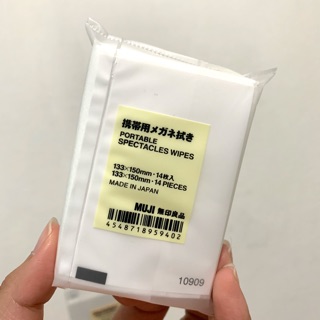 携帯用メガネ拭き
PORTABLE
SPECTACLES WIPES
133×150mm・14枚入
133×150mm・14 PIECES
MADE IN JAPAN
MUJI 無印良品
4548718959402
10909